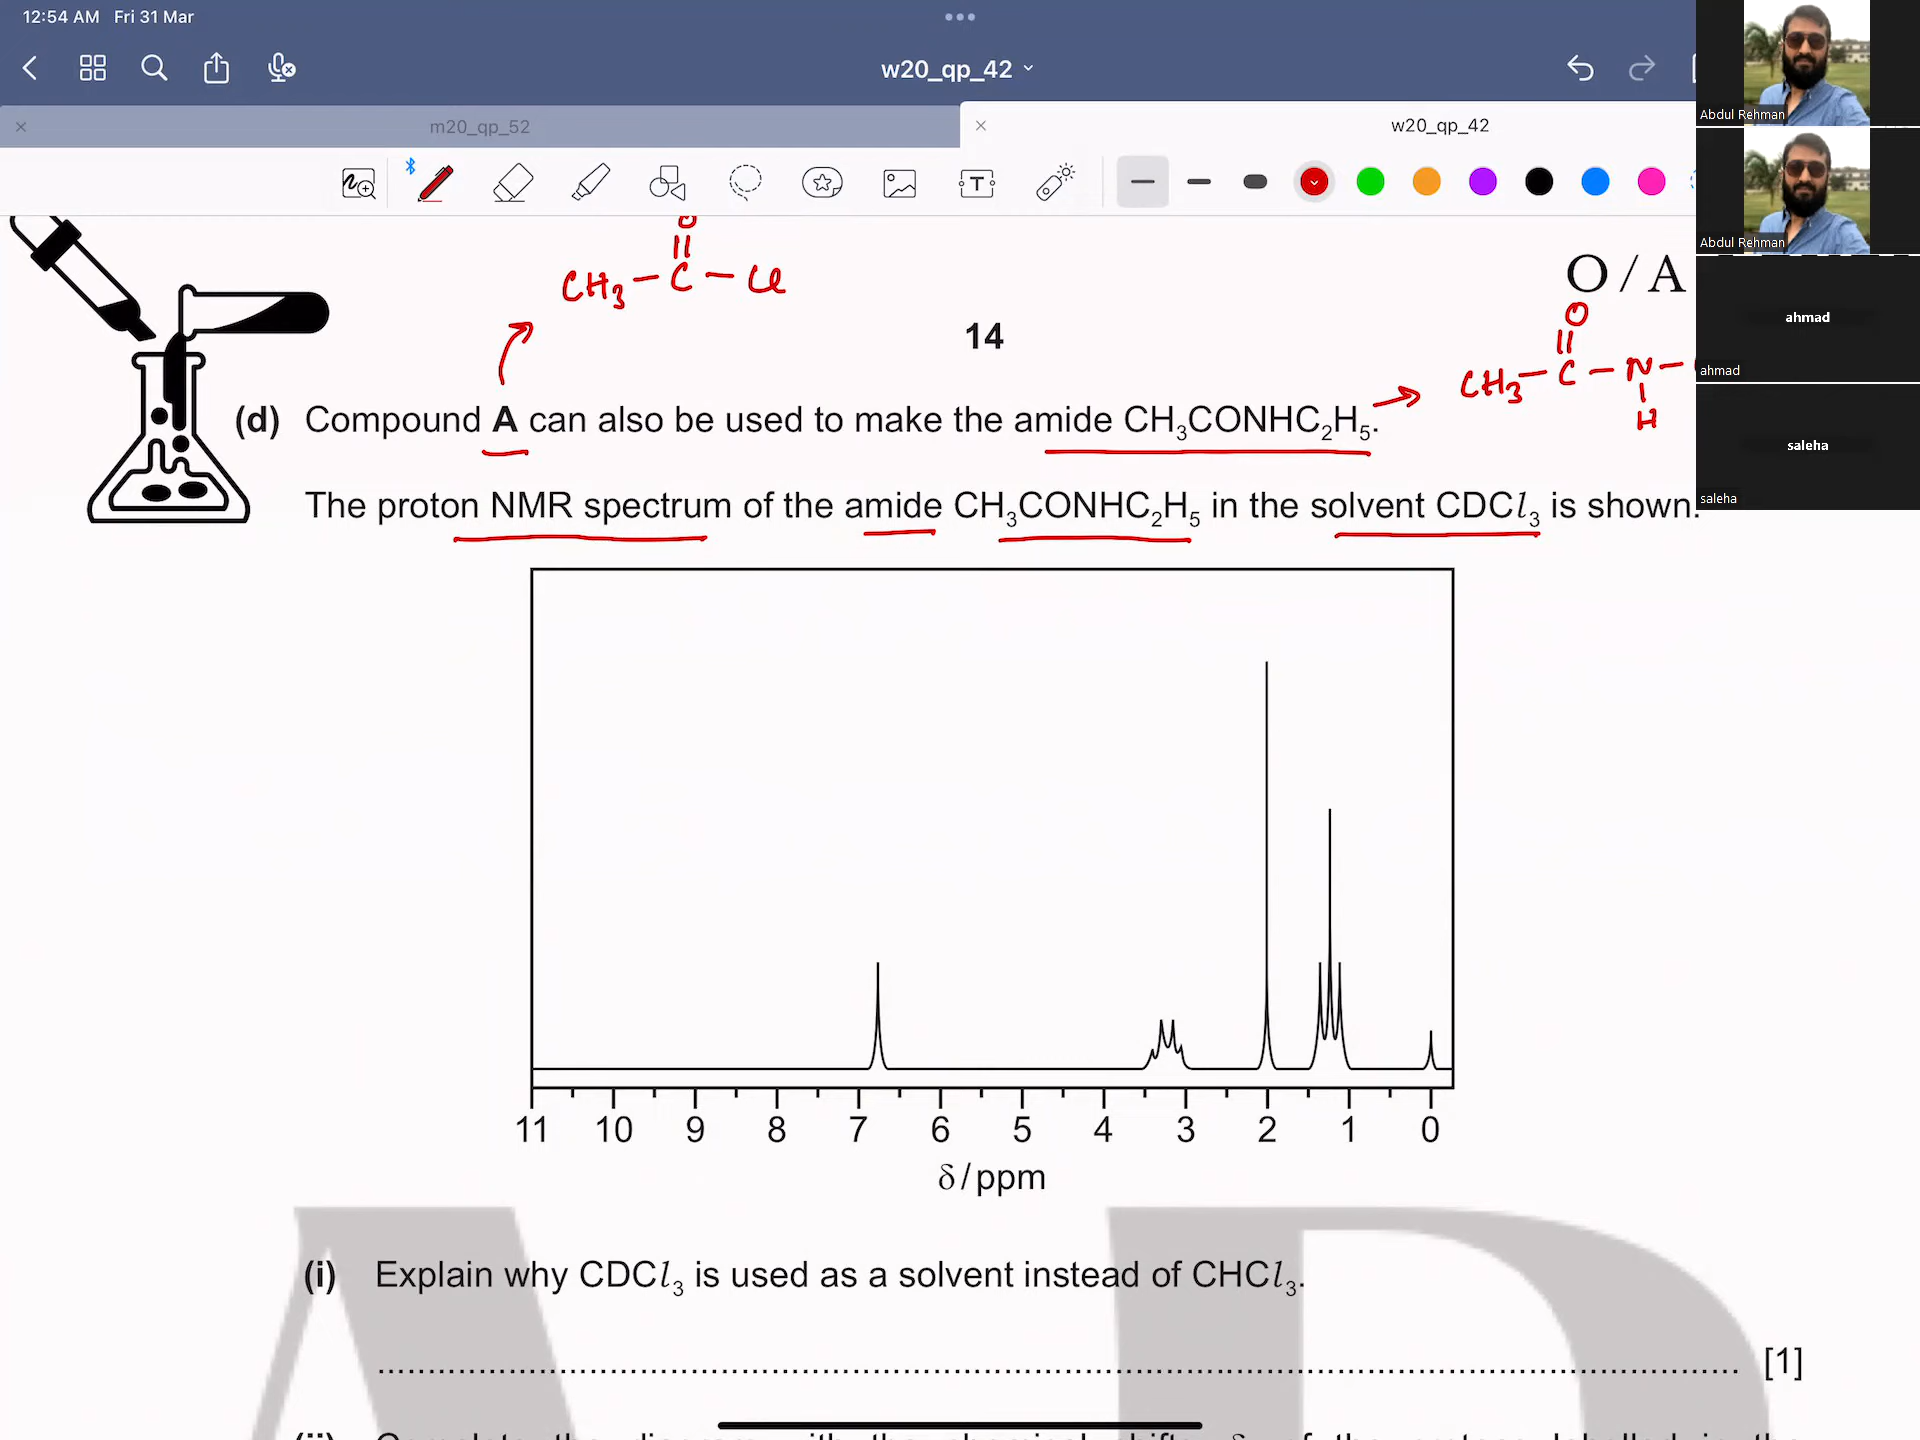 12:54 AM Fri 31 Mar
w20_qp_42
m20_qp_52
w20_qp_42
Abdul Rehman
Abdul Rehman
ahmad
ahmad
saleha
saleha
O
CH₃ – C – Cl
O / A
14
O
CH₃ – C – N –
H
(d) Compound A can also be used to make the amide CH₃CONHC₂H₅.
The proton NMR spectrum of the amide CH₃CONHC₂H₅ in the solvent CDCl₃ is shown.
11 10 9 8 7 6 5 4 3 2 1 0
δ/ppm
(i) Explain why CDCl₃ is used as a solvent instead of CHCl₃.
[1]